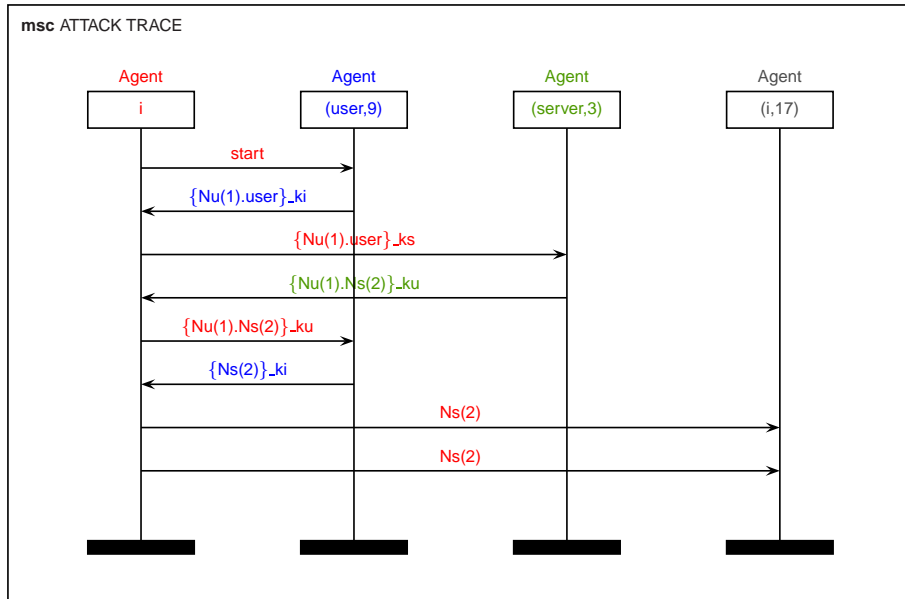 msc ATTACK TRACE
Agent Agent Agent Agent
i (user,9) (server,3) (i,17)
start
{Nu(1).user}_ki
{Nu(1).user}_ks
{Nu(1).Ns(2)}_ku
{Nu(1).Ns(2)}_ku
{Ns(2)}_ki
Ns(2)
Ns(2)